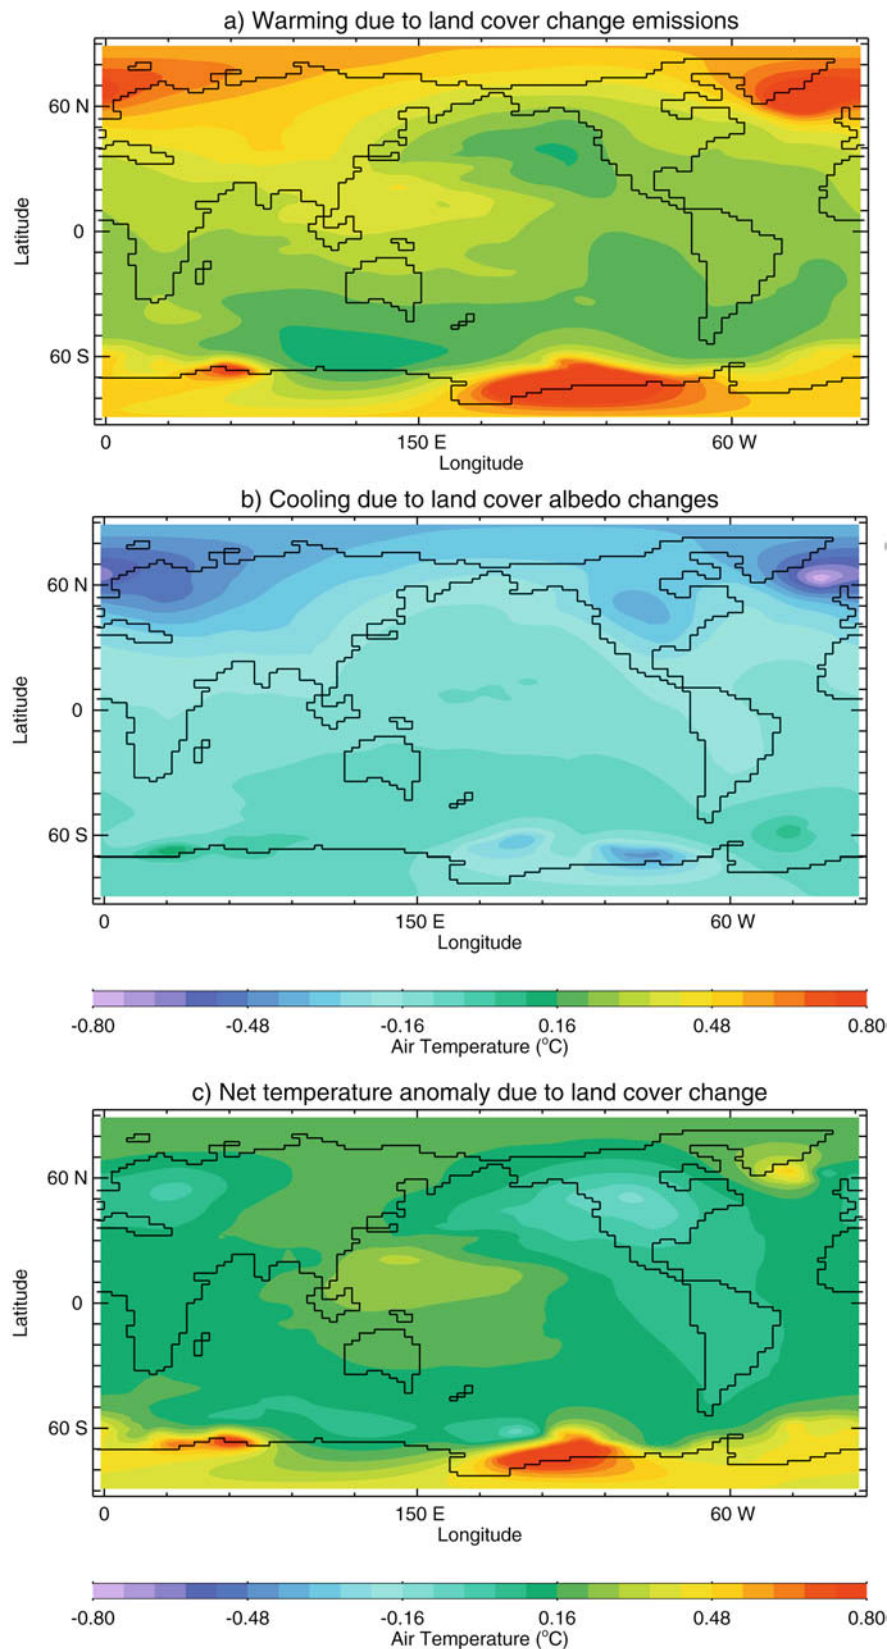 a) Warming due to land cover change emissions
60 N
0
60 S
Latitude
0 150 E 60 W
Longitude
b) Cooling due to land cover albedo changes
60 N
0
60 S
Latitude
0 150 E 60 W
Longitude
-0.80 -0.48 -0.16 0.16 0.48 0.80
Air Temperature (°C)
c) Net temperature anomaly due to land cover change
60 N
0
60 S
Latitude
0 150 E 60 W
Longitude
-0.80 -0.48 -0.16 0.16 0.48 0.80
Air Temperature (°C)